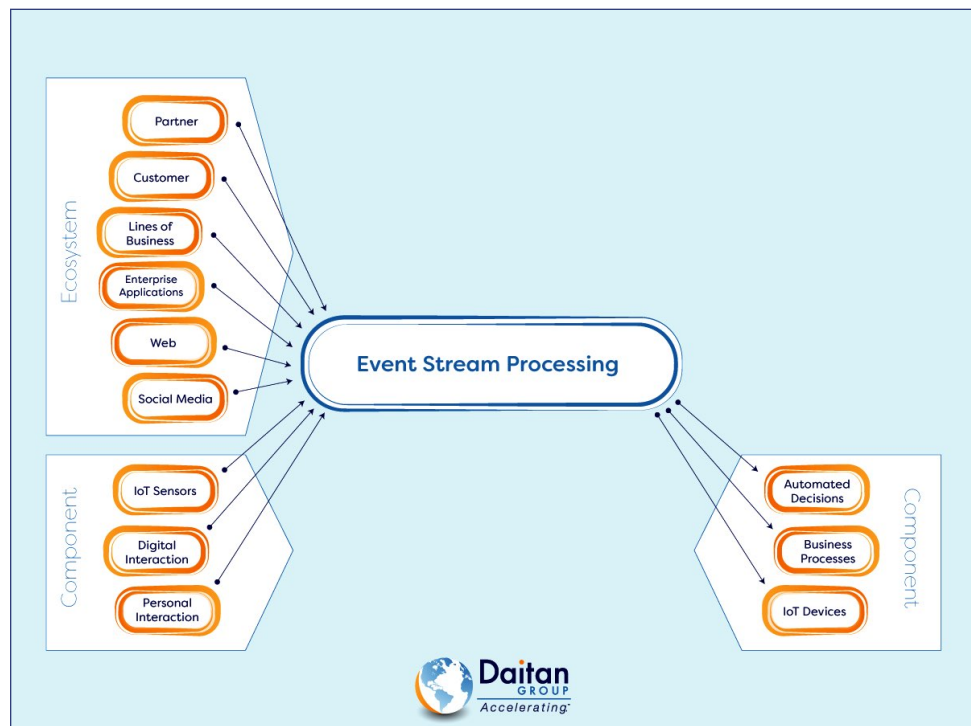 Ecosystem
Partner
Customer
Lines of
Business
Enterprise
Applications
Web
Social Media
Event Stream Processing
Component
IoT Sensors
Digital
Interaction
Personal
Interaction
Automated
Decisions
Business
Processes
IoT Devices
Component
Daitan
GROUP
Accelerating™